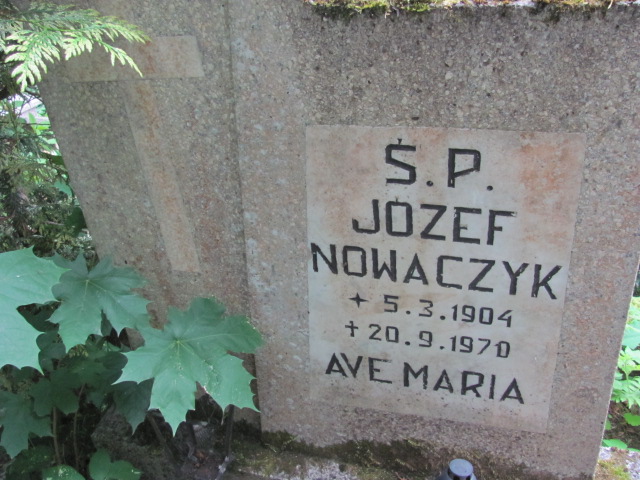 Ś.P.
JÓZEF
NOWACZYK
✦ 5.3.1904
✝ 20.9.1970
AVE MARIA